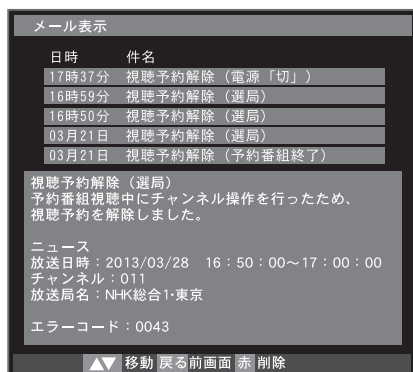 メール表示
日時 件名
17時37分 視聴予約解除（電源「切」）
16時59分 視聴予約解除（選局）
16時50分 視聴予約解除（選局）
03月21日 視聴予約解除（選局）
03月21日 視聴予約解除（予約番組終了）
視聴予約解除（選局）
予約番組視聴中にチャンネル操作を行ったため、
視聴予約を解除しました。
ニュース
放送日時：2013/03/28 16：50：00～17：00：00
チャンネル：011
放送局名：NHK総合1･東京
エラーコード：0043
▲▼ 移動 戻る 前画面 赤 削除